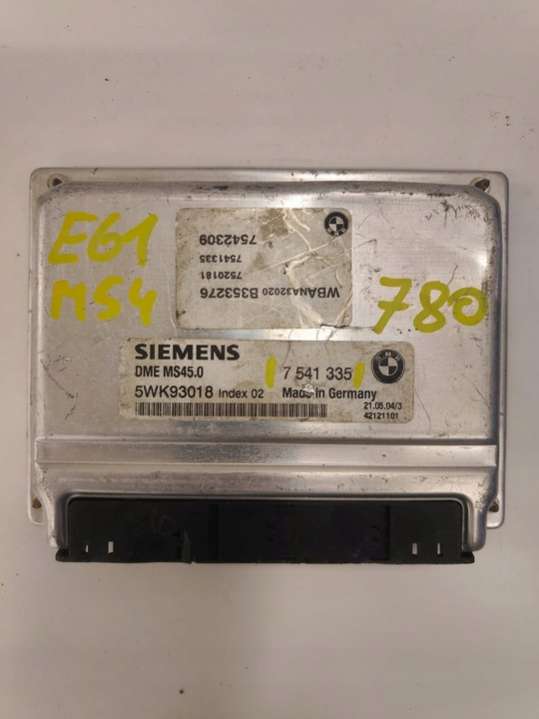 E61
MS4
780
7542309
7541335
7520181
WBANA32020 B353276
SIEMENS
DME MS45.0
7 541 335
5WK93018 Index 02
Made in Germany
21.05.04/3
42121101